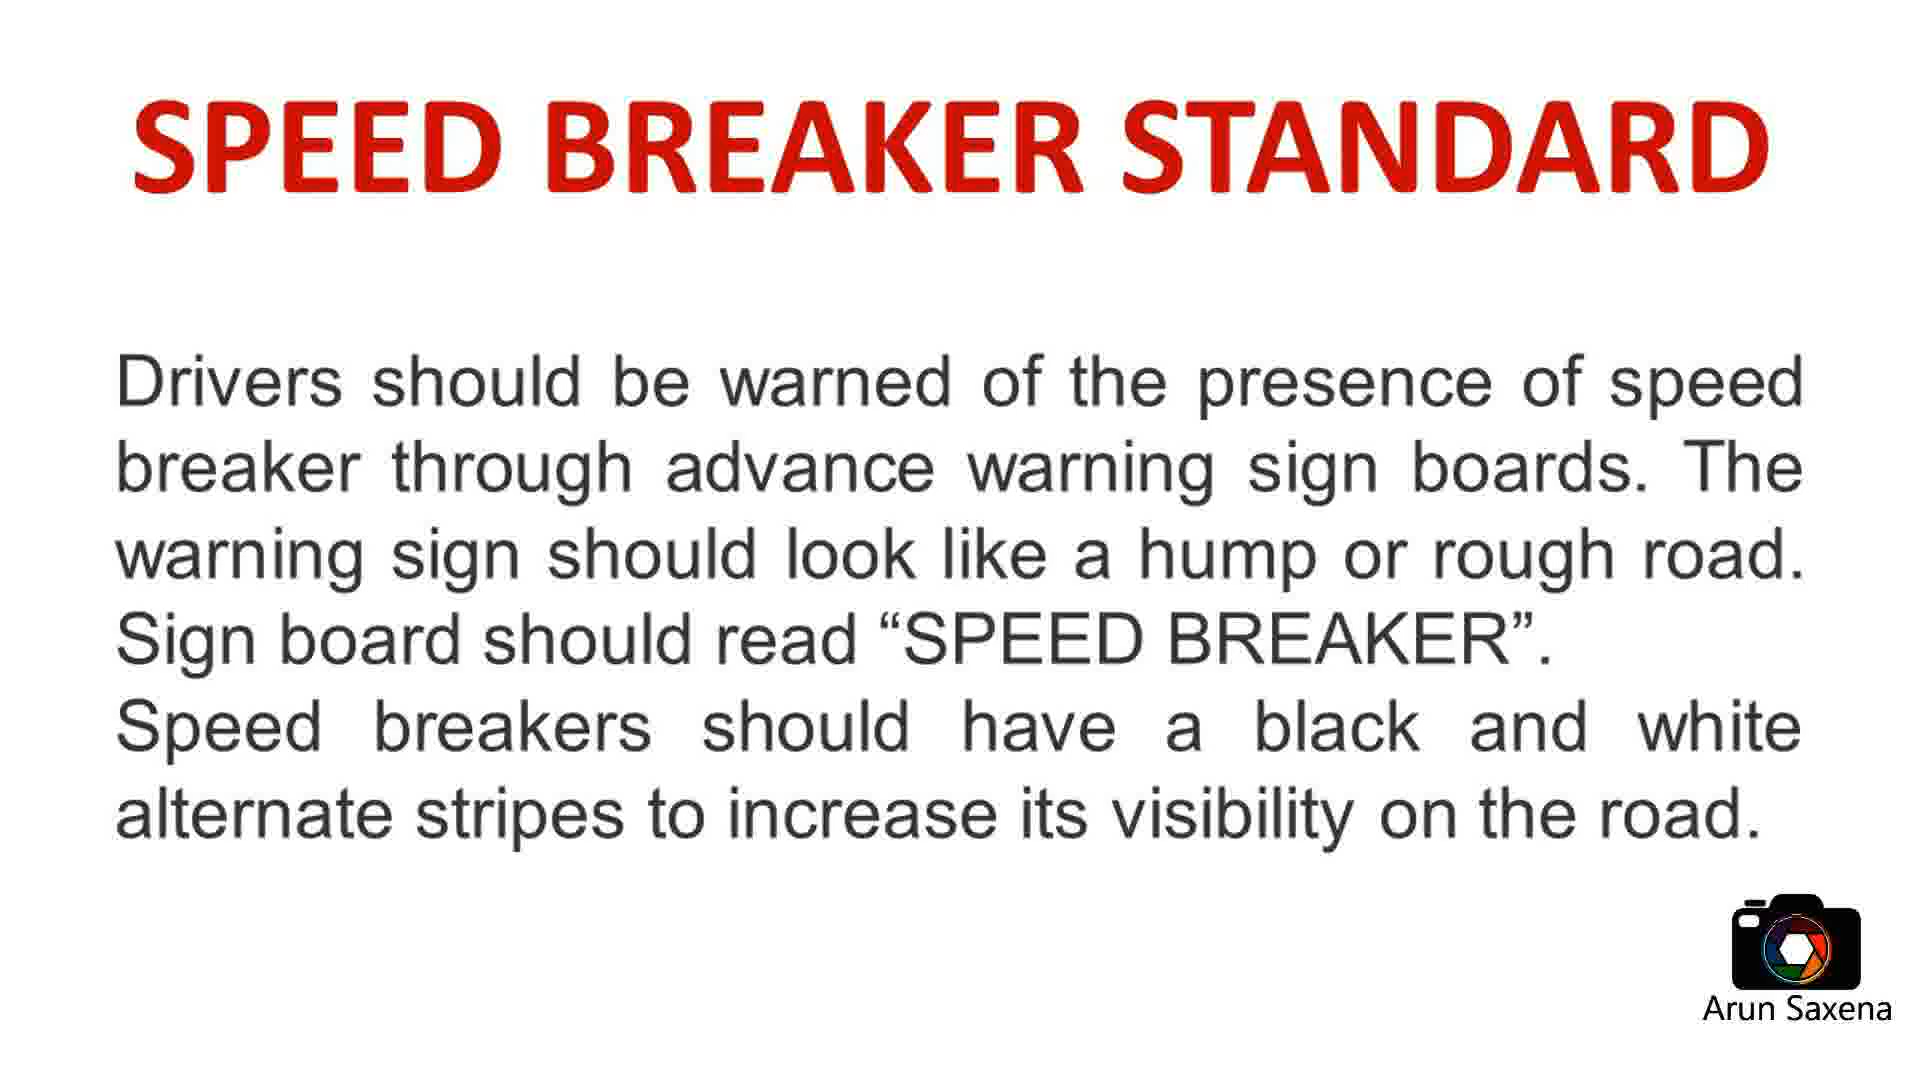 SPEED BREAKER STANDARD
Drivers should be warned of the presence of speed
breaker through advance warning sign boards. The
warning sign should look like a hump or rough road.
Sign board should read “SPEED BREAKER”.
Speed breakers should have a black and white
alternate stripes to increase its visibility on the road.
Arun Saxena